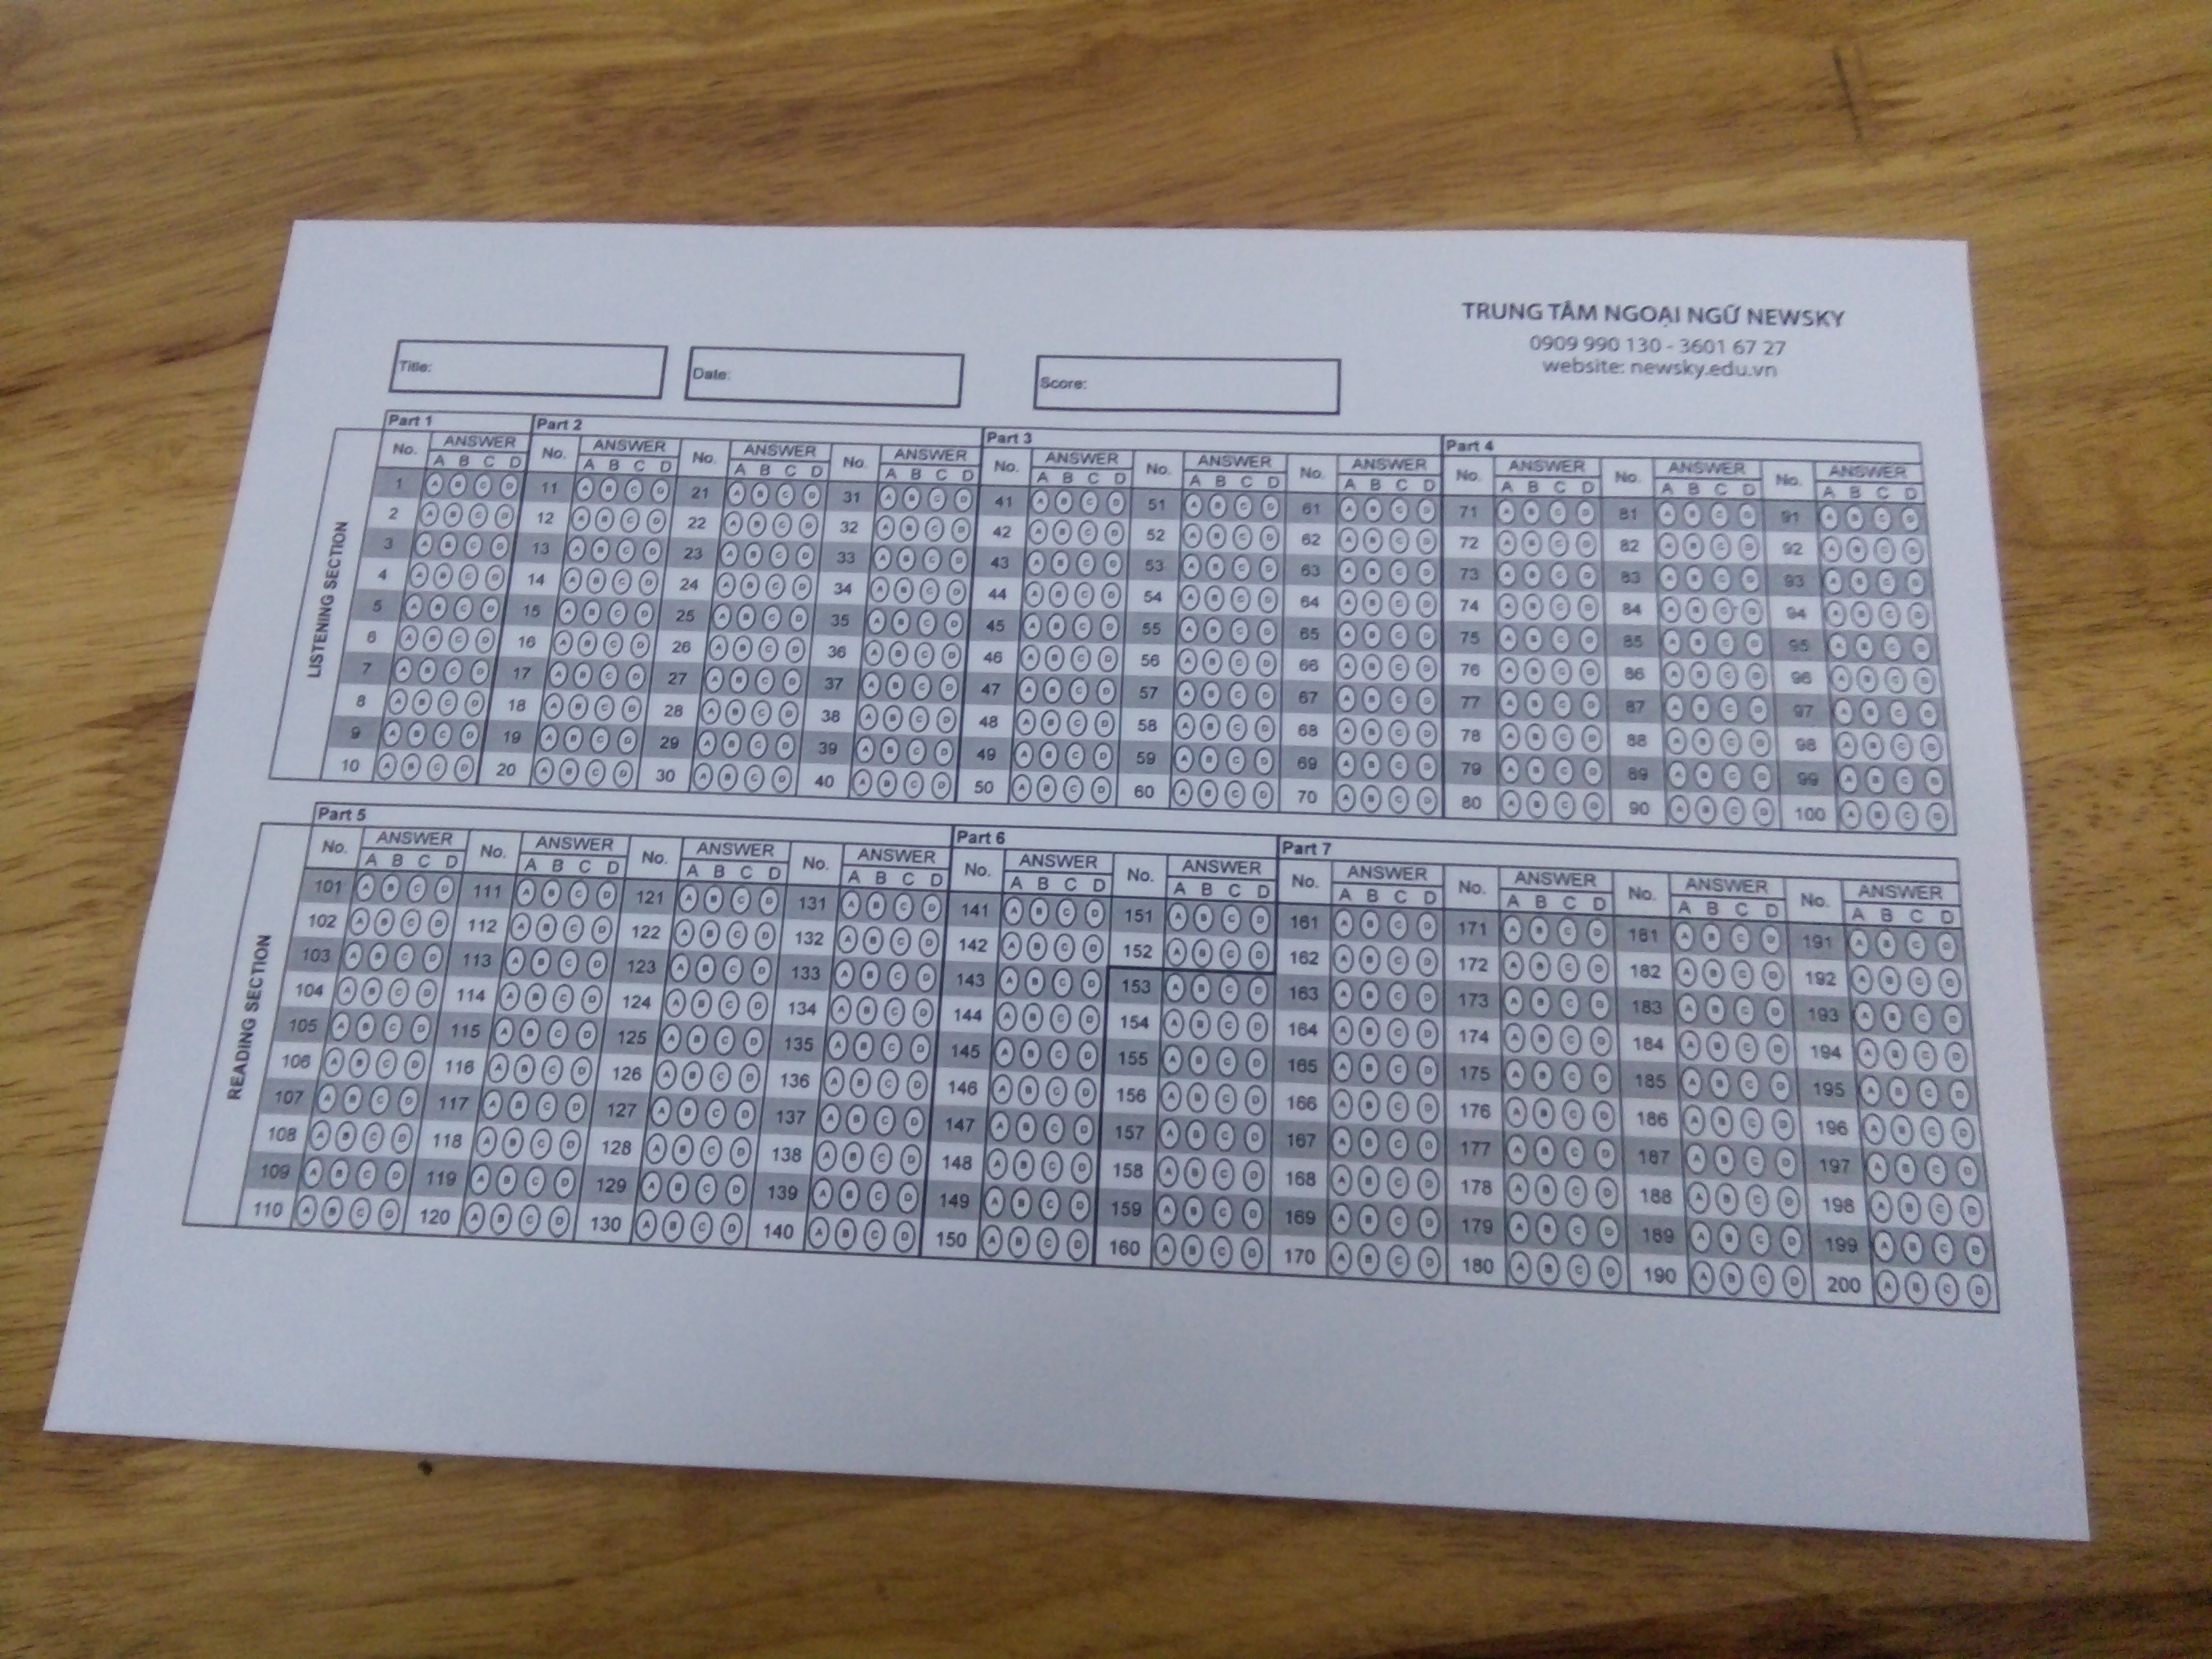 TRUNG TÂM NGOẠI NGỮ NEWSKY
0909 990 130 - 3601 67 27
website: newsky.edu.vn
Title: Date: Score:
LISTENING SECTION
Part 1 Part 2 Part 3 Part 4
No. ANSWER No. ANSWER No. ANSWER No. ANSWER No. ANSWER No. ANSWER No. ANSWER No. ANSWER No. ANSWER No. ANSWER
A B C D A B C D A B C D A B C D A B C D A B C D A B C D A B C D A B C D A B C D
1 A B C D 11 A B C D 21 A B C D 31 A B C D 41 A B C D 51 A B C D 61 A B C D 71 A B C D 81 A B C D 91 A B C D
2 A B C D 12 A B C D 22 A B C D 32 A B C D 42 A B C D 52 A B C D 62 A B C D 72 A B C D 82 A B C D 92 A B C D
3 A B C D 13 A B C D 23 A B C D 33 A B C D 43 A B C D 53 A B C D 63 A B C D 73 A B C D 83 A B C D 93 A B C D
4 A B C D 14 A B C D 24 A B C D 34 A B C D 44 A B C D 54 A B C D 64 A B C D 74 A B C D 84 A B C D 94 A B C D
5 A B C D 15 A B C D 25 A B C D 35 A B C D 45 A B C D 55 A B C D 65 A B C D 75 A B C D 85 A B C D 95 A B C D
6 A B C D 16 A B C D 26 A B C D 36 A B C D 46 A B C D 56 A B C D 66 A B C D 76 A B C D 86 A B C D 96 A B C D
7 A B C D 17 A B C D 27 A B C D 37 A B C D 47 A B C D 57 A B C D 67 A B C D 77 A B C D 87 A B C D 97 A B C D
8 A B C D 18 A B C D 28 A B C D 38 A B C D 48 A B C D 58 A B C D 68 A B C D 78 A B C D 88 A B C D 98 A B C D
9 A B C D 19 A B C D 29 A B C D 39 A B C D 49 A B C D 59 A B C D 69 A B C D 79 A B C D 89 A B C D 99 A B C D
10 A B C D 20 A B C D 30 A B C D 40 A B C D 50 A B C D 60 A B C D 70 A B C D 80 A B C D 90 A B C D 100 A B C D
READING SECTION
Part 5 Part 6 Part 7
No. ANSWER No. ANSWER No. ANSWER No. ANSWER No. ANSWER No. ANSWER No. ANSWER No. ANSWER No. ANSWER No. ANSWER
A B C D A B C D A B C D A B C D A B C D A B C D A B C D A B C D A B C D A B C D
101 A B C D 111 A B C D 121 A B C D 131 A B C D 141 A B C D 151 A B C D 161 A B C D 171 A B C D 181 A B C D 191 A B C D
102 A B C D 112 A B C D 122 A B C D 132 A B C D 142 A B C D 152 A B C D 162 A B C D 172 A B C D 182 A B C D 192 A B C D
103 A B C D 113 A B C D 123 A B C D 133 A B C D 143 A B C D 153 A B C D 163 A B C D 173 A B C D 183 A B C D 193 A B C D
104 A B C D 114 A B C D 124 A B C D 134 A B C D 144 A B C D 154 A B C D 164 A B C D 174 A B C D 184 A B C D 194 A B C D
105 A B C D 115 A B C D 125 A B C D 135 A B C D 145 A B C D 155 A B C D 165 A B C D 175 A B C D 185 A B C D 195 A B C D
106 A B C D 116 A B C D 126 A B C D 136 A B C D 146 A B C D 156 A B C D 166 A B C D 176 A B C D 186 A B C D 196 A B C D
107 A B C D 117 A B C D 127 A B C D 137 A B C D 147 A B C D 157 A B C D 167 A B C D 177 A B C D 187 A B C D 197 A B C D
108 A B C D 118 A B C D 128 A B C D 138 A B C D 148 A B C D 158 A B C D 168 A B C D 178 A B C D 188 A B C D 198 A B C D
109 A B C D 119 A B C D 129 A B C D 139 A B C D 149 A B C D 159 A B C D 169 A B C D 179 A B C D 189 A B C D 199 A B C D
110 A B C D 120 A B C D 130 A B C D 140 A B C D 150 A B C D 160 A B C D 170 A B C D 180 A B C D 190 A B C D 200 A B C D